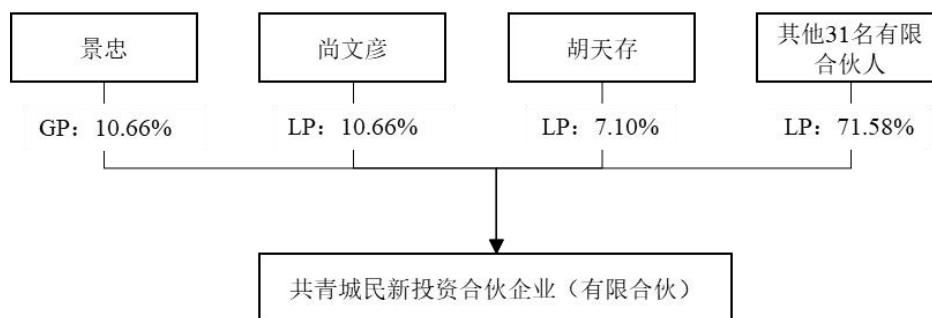 景忠
尚文彦
胡天存
其他31名有限
合伙人
GP：10.66%
LP：10.66%
LP：7.10%
LP：71.58%
共青城民新投资合伙企业（有限合伙）